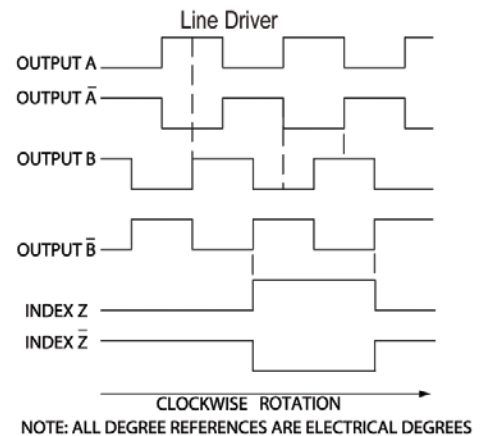 Line Driver
OUTPUT A
OUTPUT A̅
OUTPUT B
OUTPUT B̅
INDEX Z
INDEX Z̅
CLOCKWISE ROTATION
NOTE: ALL DEGREE REFERENCES ARE ELECTRICAL DEGREES